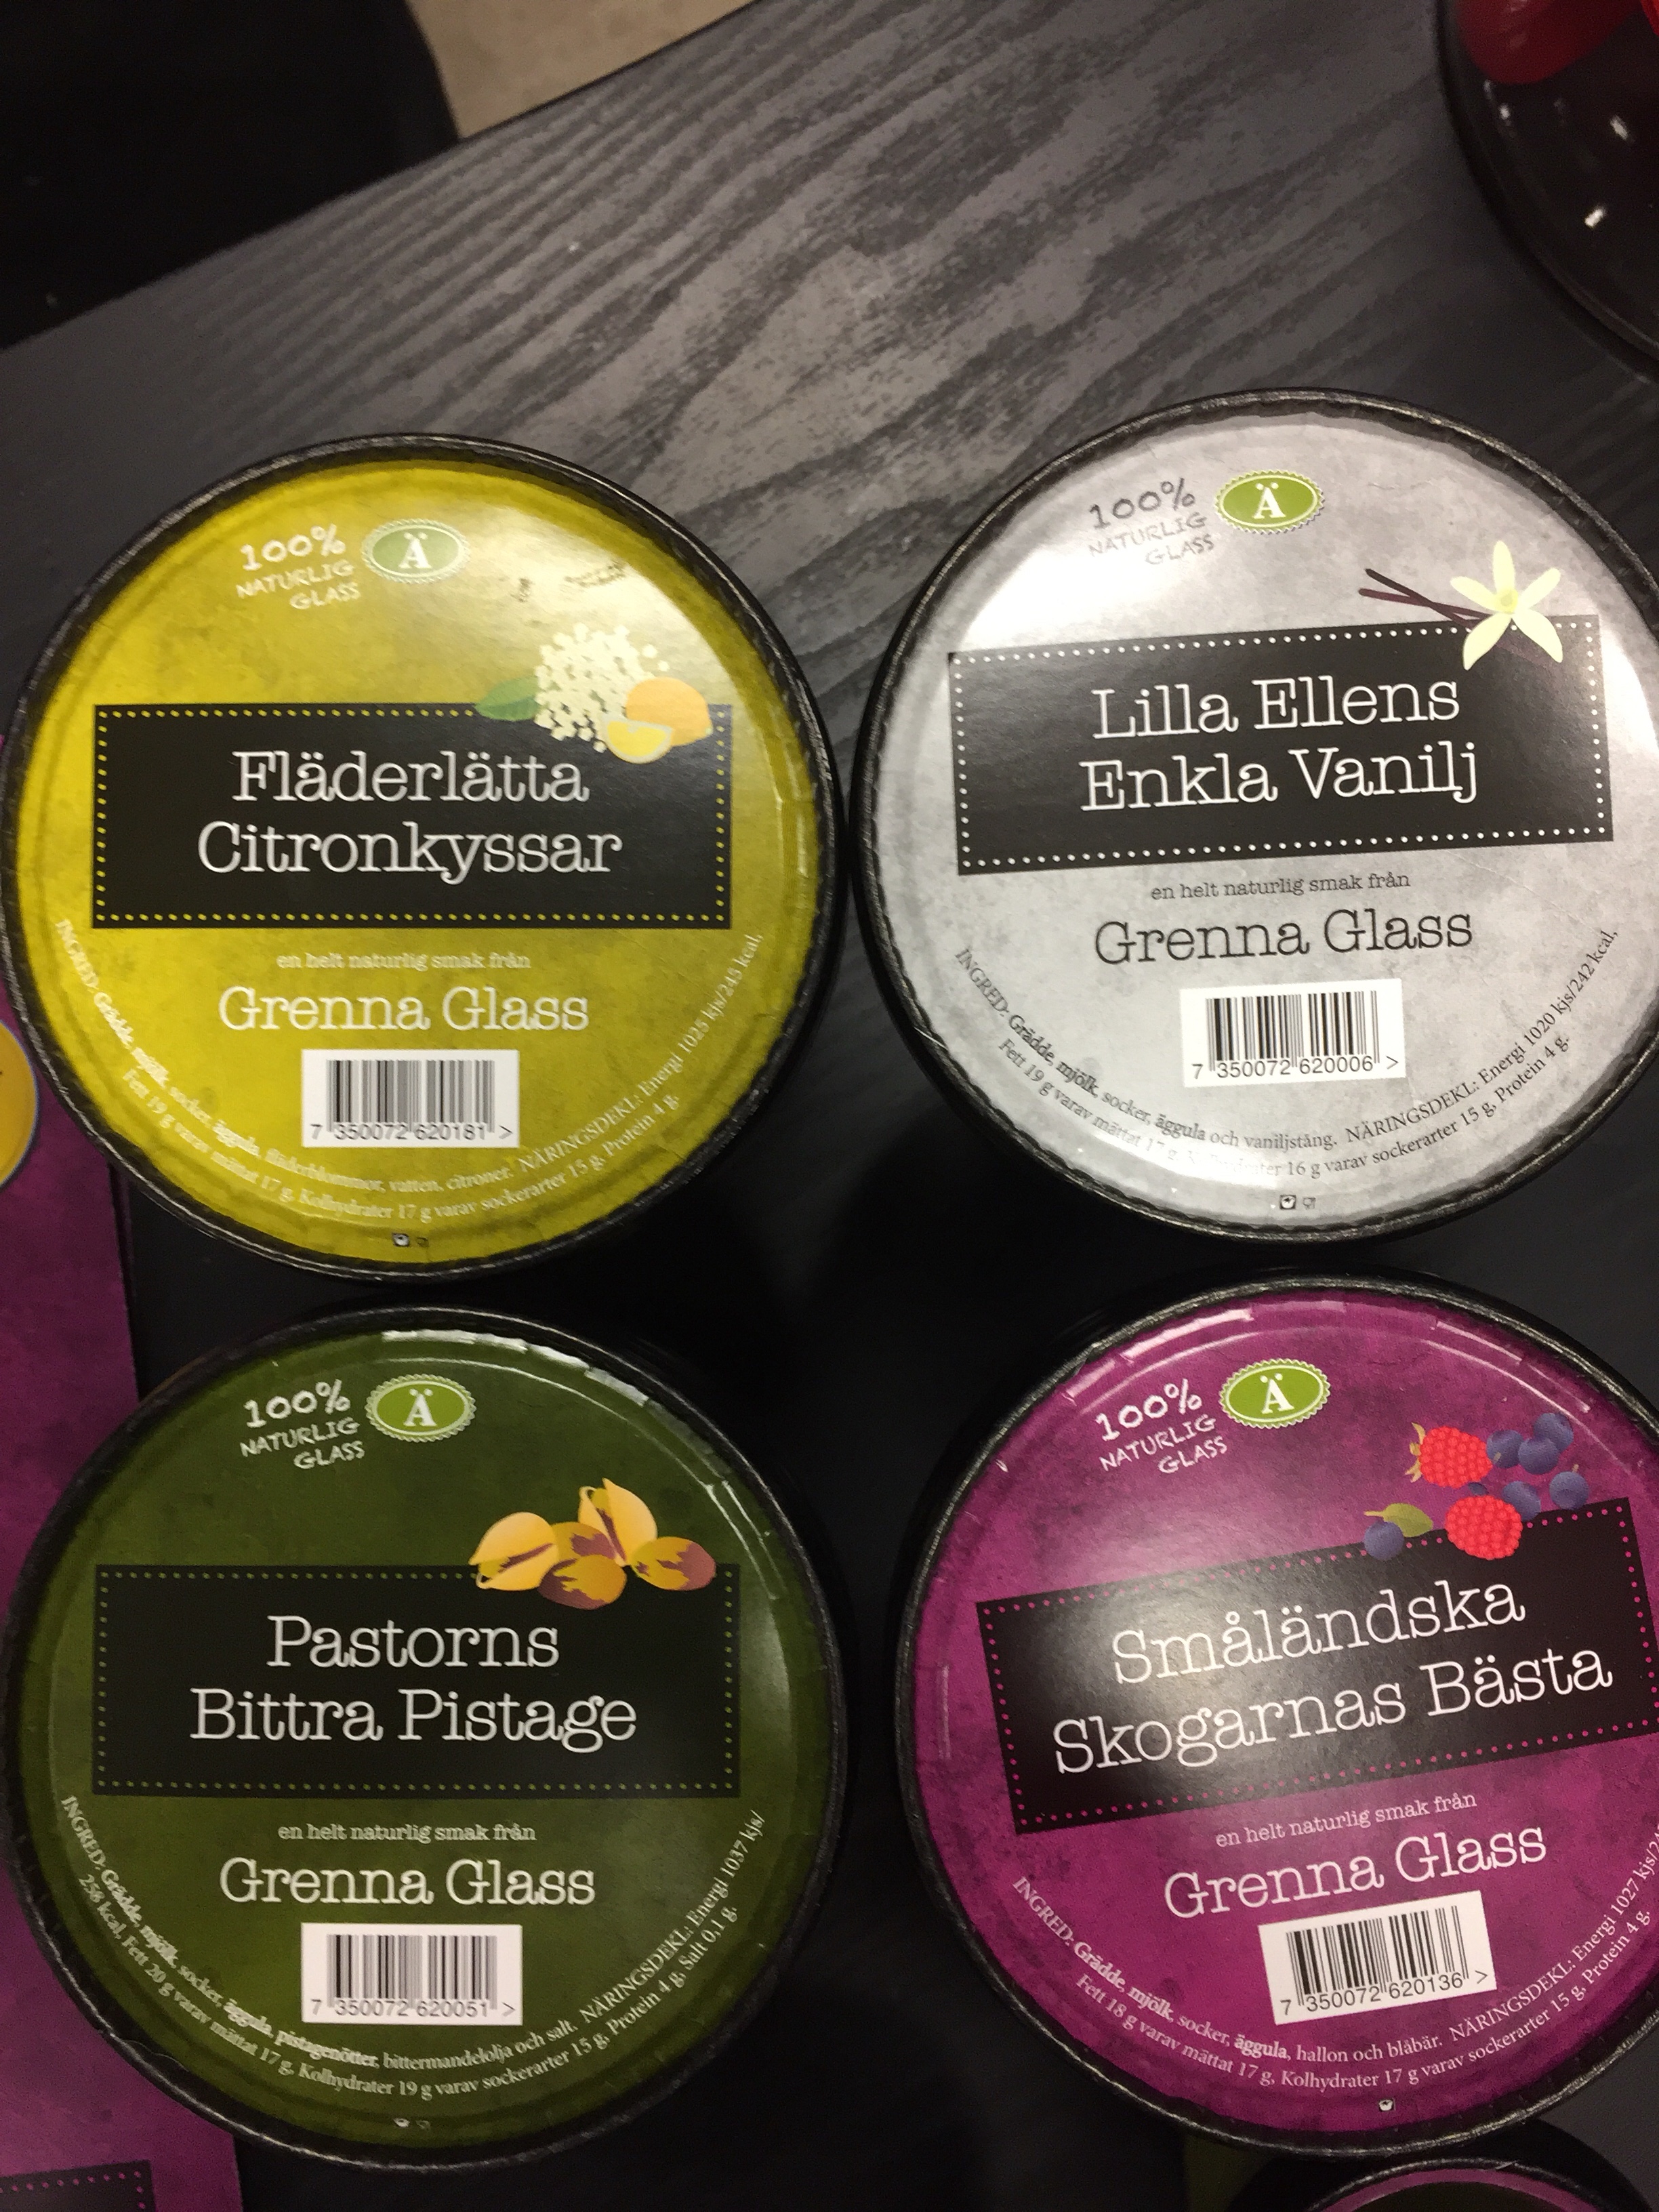 100%
NATURLIG
GLASS
Ä
Fläderlätta
Citronkyssar
en helt naturlig smak från
Grenna Glass
7 350072 620181 >
INGRED: Grädde, mjölk, socker, äggula, fläderblommor, vatten, citroner. NÄRINGSDEKL: Energi 1025 kjs/245 kcal,
Fett 19 g varav mättat 17 g, Kolhydrater 17 g varav sockerarter 15 g, Protein 4 g.
100%
NATURLIG
GLASS
Ä
Lilla Ellens
Enkla Vanilj
en helt naturlig smak från
Grenna Glass
7 350072 620006 >
INGRED: Grädde, mjölk, socker, äggula och vaniljstång. NÄRINGSDEKL: Energi 1020 kjs/242 kcal,
Fett 19 g varav mättat 17 g, Kolhydrater 16 g varav sockerarter 15 g, Protein 4 g.
100%
NATURLIG
GLASS
Ä
Pastorns
Bittra Pistage
en helt naturlig smak från
Grenna Glass
7 350072 620051 >
INGRED: Grädde, mjölk, socker, äggula, pistagenötter, bittermandelolja och salt. NÄRINGSDEKL: Energi 1037 kjs/
258 kcal, Fett 20 g varav mättat 17 g, Kolhydrater 19 g varav sockerarter 15 g, Protein 4 g, Salt 0,1 g.
100%
NATURLIG
GLASS
Ä
Småländska
Skogarnas Bästa
en helt naturlig smak från
Grenna Glass
7 350072 620136 >
INGRED: Grädde, mjölk, socker, äggula, hallon och blåbär. NÄRINGSDEKL: Energi 1027 kjs/
Fett 18 g varav mättat 17 g, Kolhydrater 17 g varav sockerarter 15 g, Protein 4 g.